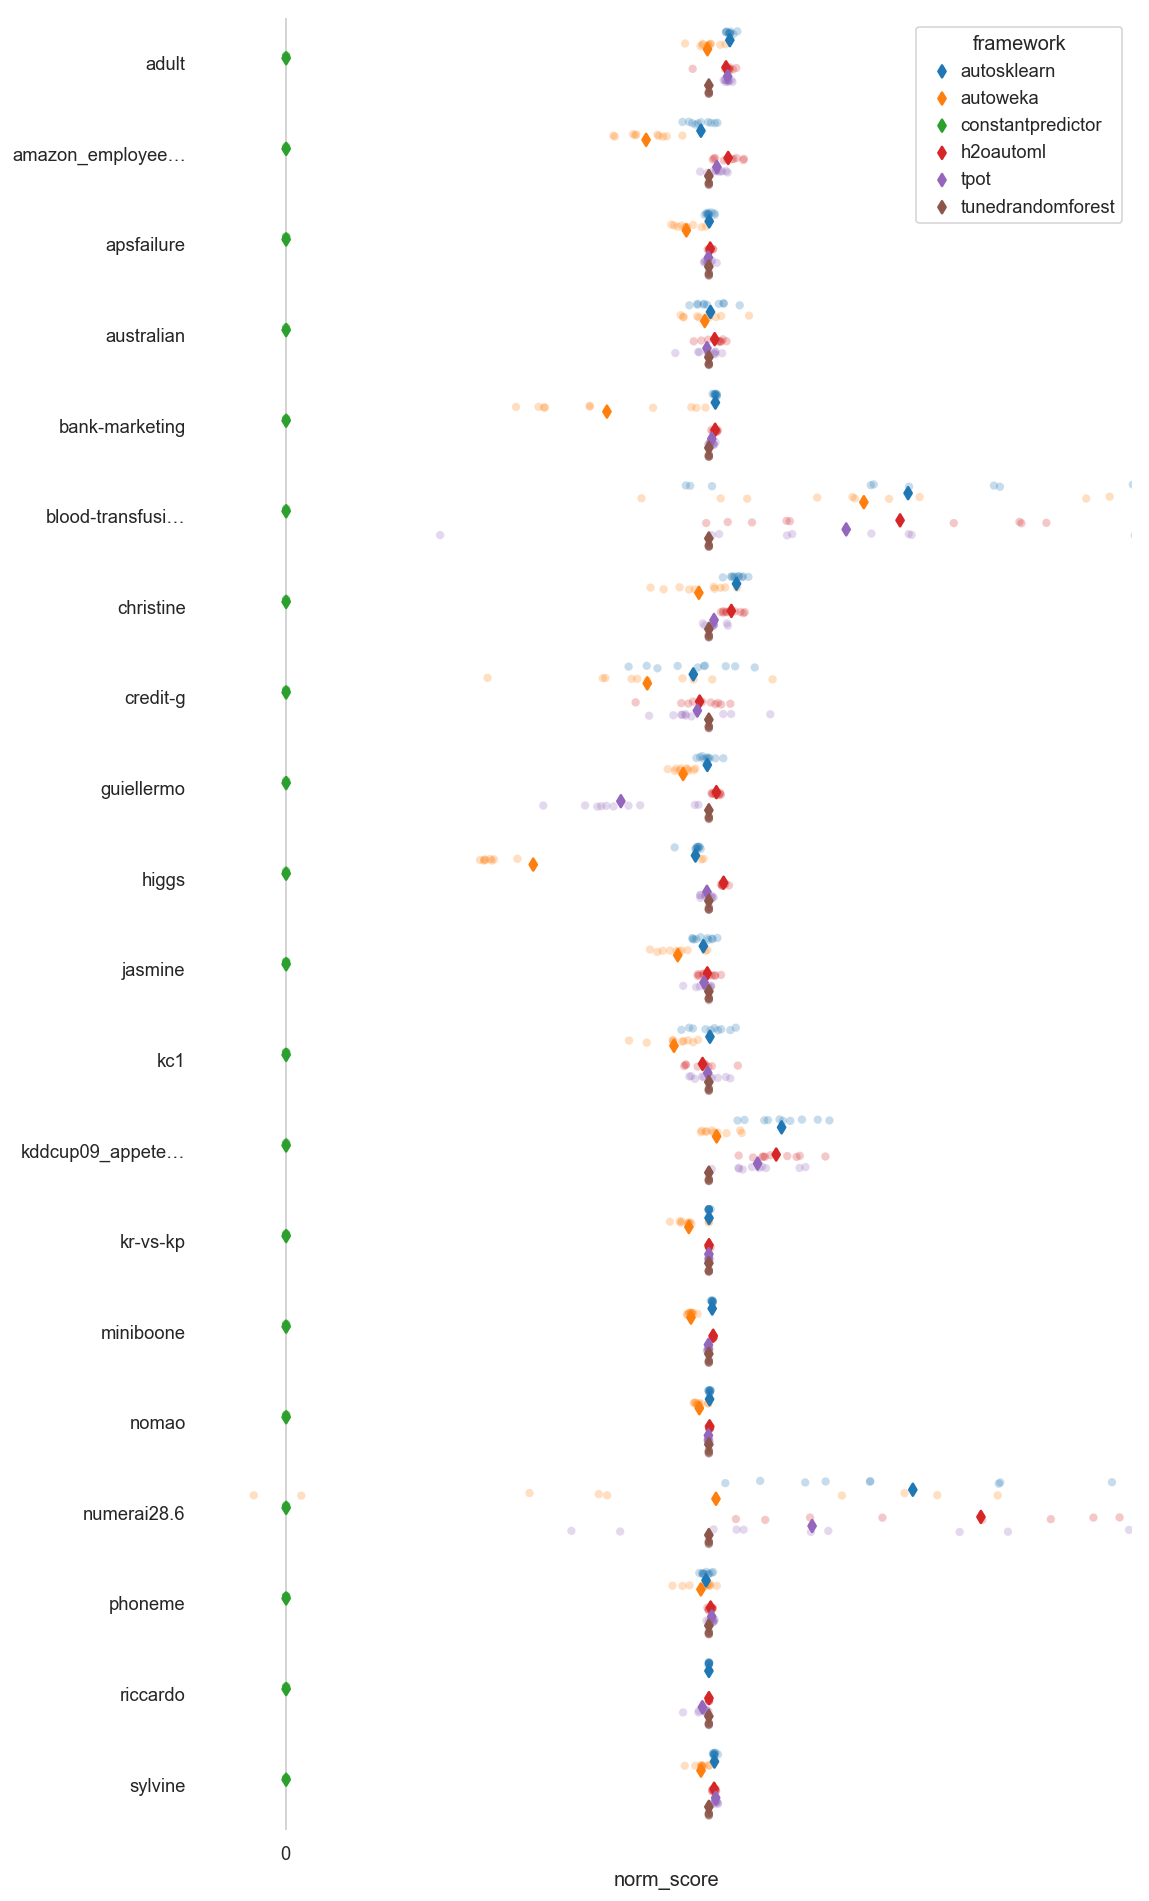 framework
autosklearn
autoweka
constantpredictor
h2oautoml
tpot
tunedrandomforest
adult
amazon_employee…
apsfailure
australian
bank-marketing
blood-transfusi…
christine
credit-g
guiellermo
higgs
jasmine
kc1
kddcup09_appete…
kr-vs-kp
miniboone
nomao
numerai28.6
phoneme
riccardo
sylvine
0
norm_score